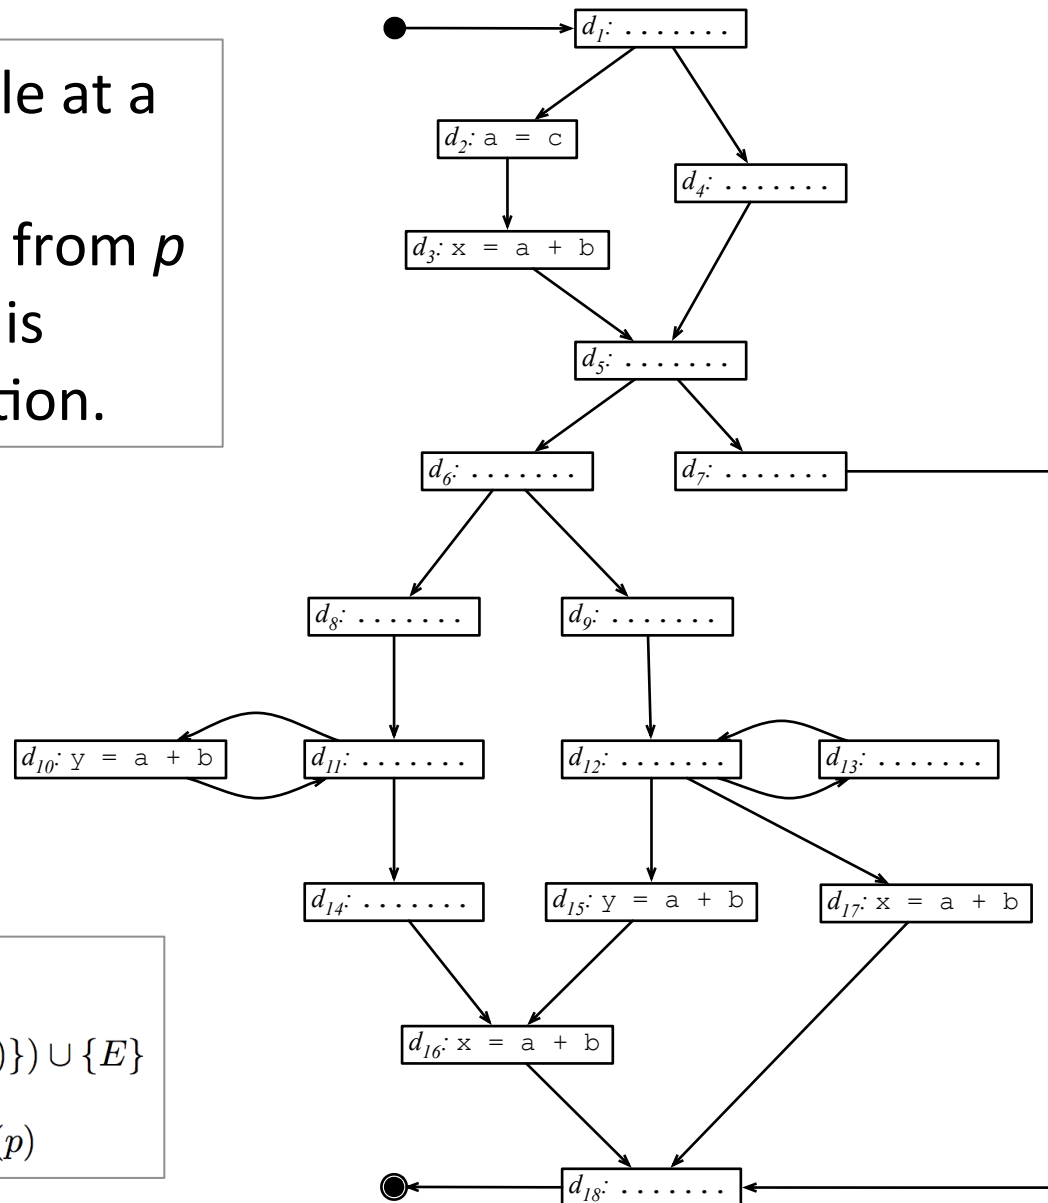 le at a
from p
is
tion.
)}) ∪ {E}
(p)
d₁: .......
d₂: a = c
d₄: .......
d₃: x = a + b
d₅: .......
d₆: .......
d₇: .......
d₈: .......
d₉: .......
d₁₀: y = a + b
d₁₁: .......
d₁₂: .......
d₁₃: .......
d₁₄: .......
d₁₅: y = a + b
d₁₇: x = a + b
d₁₆: x = a + b
d₁₈: .......